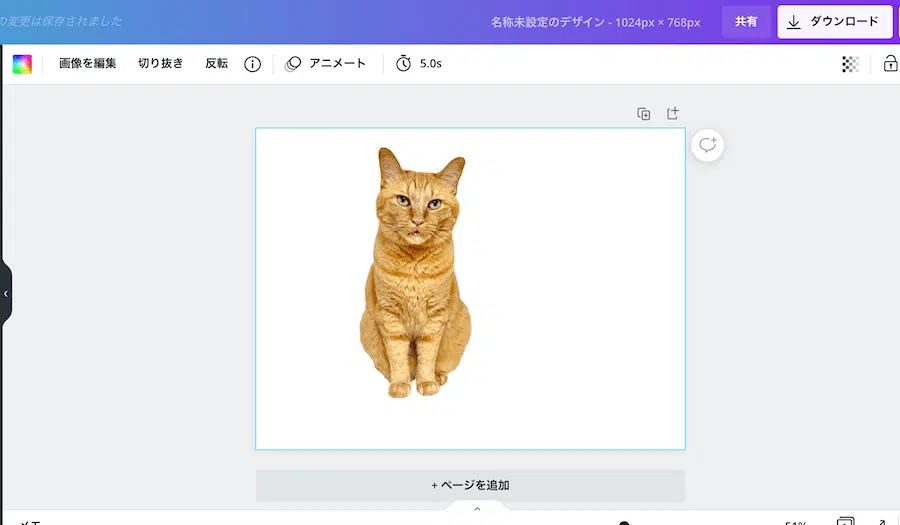 の変更は保存されました
名称未設定のデザイン - 1024px × 768px
共有
ダウンロード
画像を編集
切り抜き
反転
アニメート
5.0s
+ ページを追加
メモ
51%